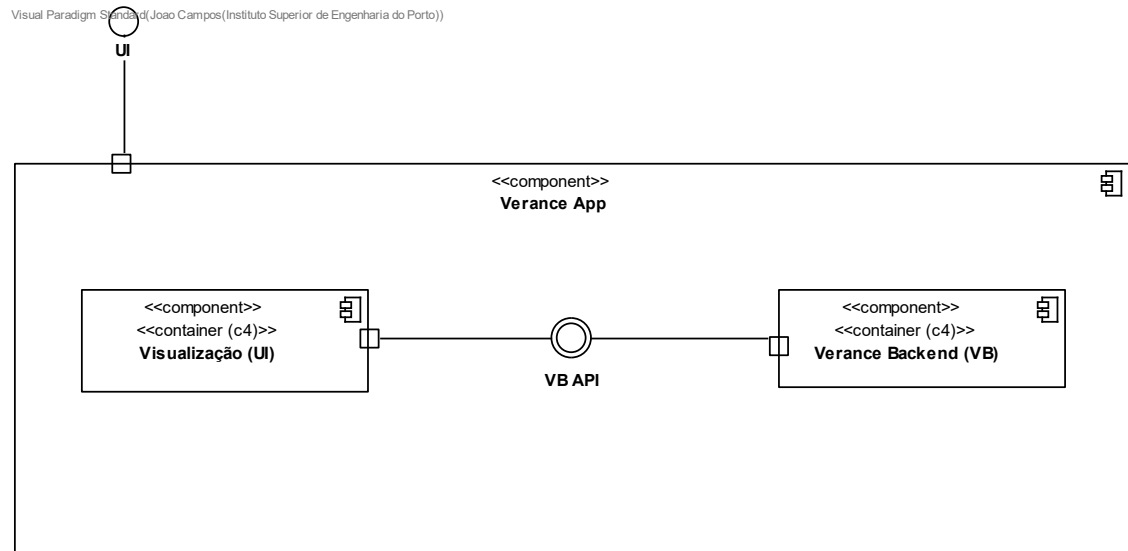 Visual Paradigm Standard(Joao Campos(Instituto Superior de Engenharia do Porto))
UI
<<component>>
Verance App
<<component>>
<<container (c4)>>
Visualização (UI)
VB API
<<component>>
<<container (c4)>>
Verance Backend (VB)